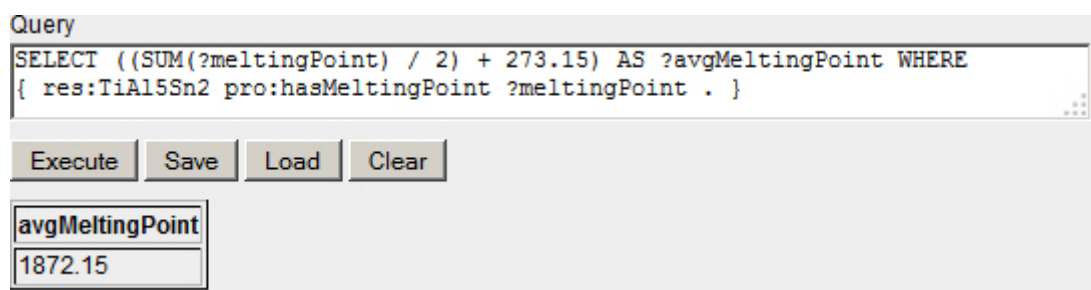 Query
SELECT ((SUM(?meltingPoint) / 2) + 273.15) AS ?avgMeltingPoint WHERE
{ res:TiAl5Sn2 pro:hasMeltingPoint ?meltingPoint . }
Execute Save Load Clear
avgMeltingPoint
1872.15